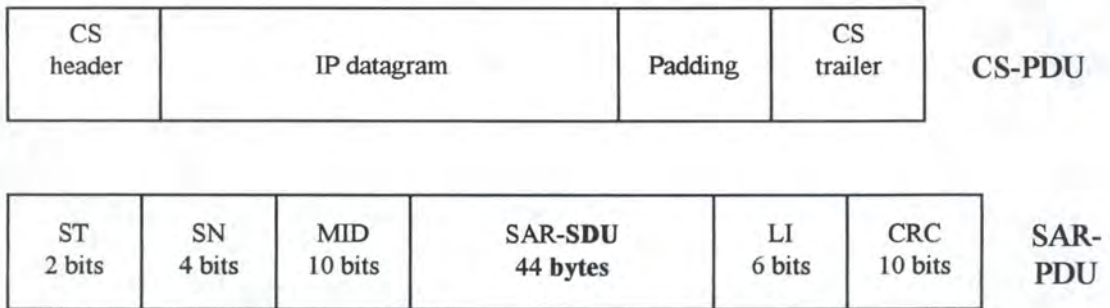 CS header
IP datagram
Padding
CS trailer
CS-PDU
ST
2 bits
SN
4 bits
MID
10 bits
SAR-SDU
44 bytes
LI
6 bits
CRC
10 bits
SAR-
PDU